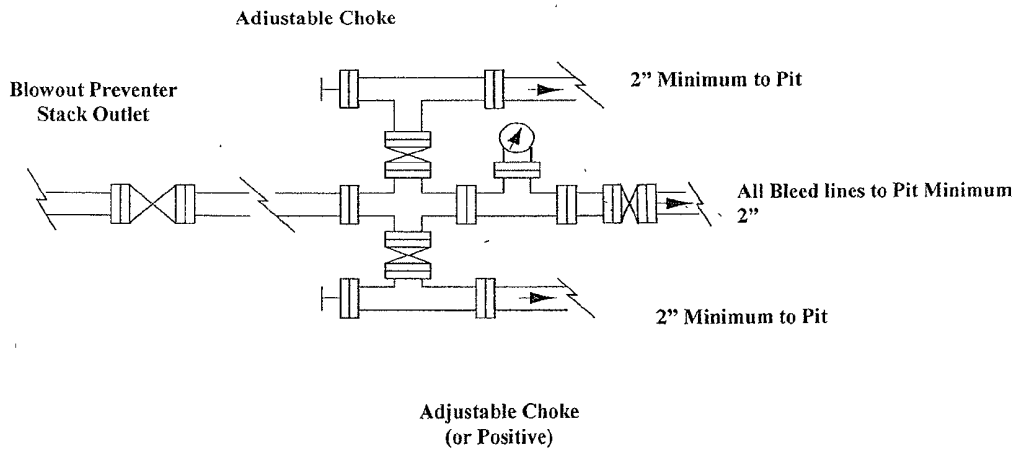 Adjustable Choke
2” Minimum to Pit
Blowout Preventer
Stack Outlet
All Bleed lines to Pit Minimum
2”
2” Minimum to Pit
Adjustable Choke
(or Positive)